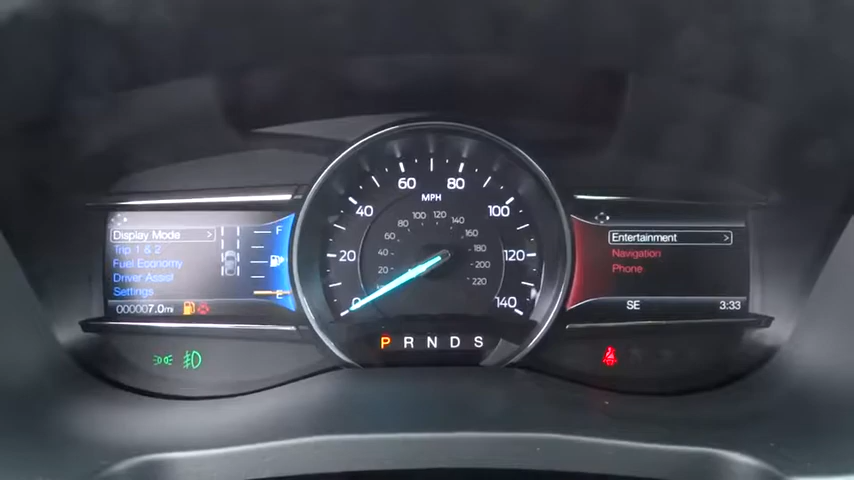 Display Mode >
Trip 1 & 2
Fuel Economy
Driver Assist
Settings
000007.0mi
F
E
0
20
40
60
80
100
120
140
MPH
20
40
60
80
100
120
140
160
180
200
220
P R N D S
Entertainment >
Navigation
Phone
SE
3:33